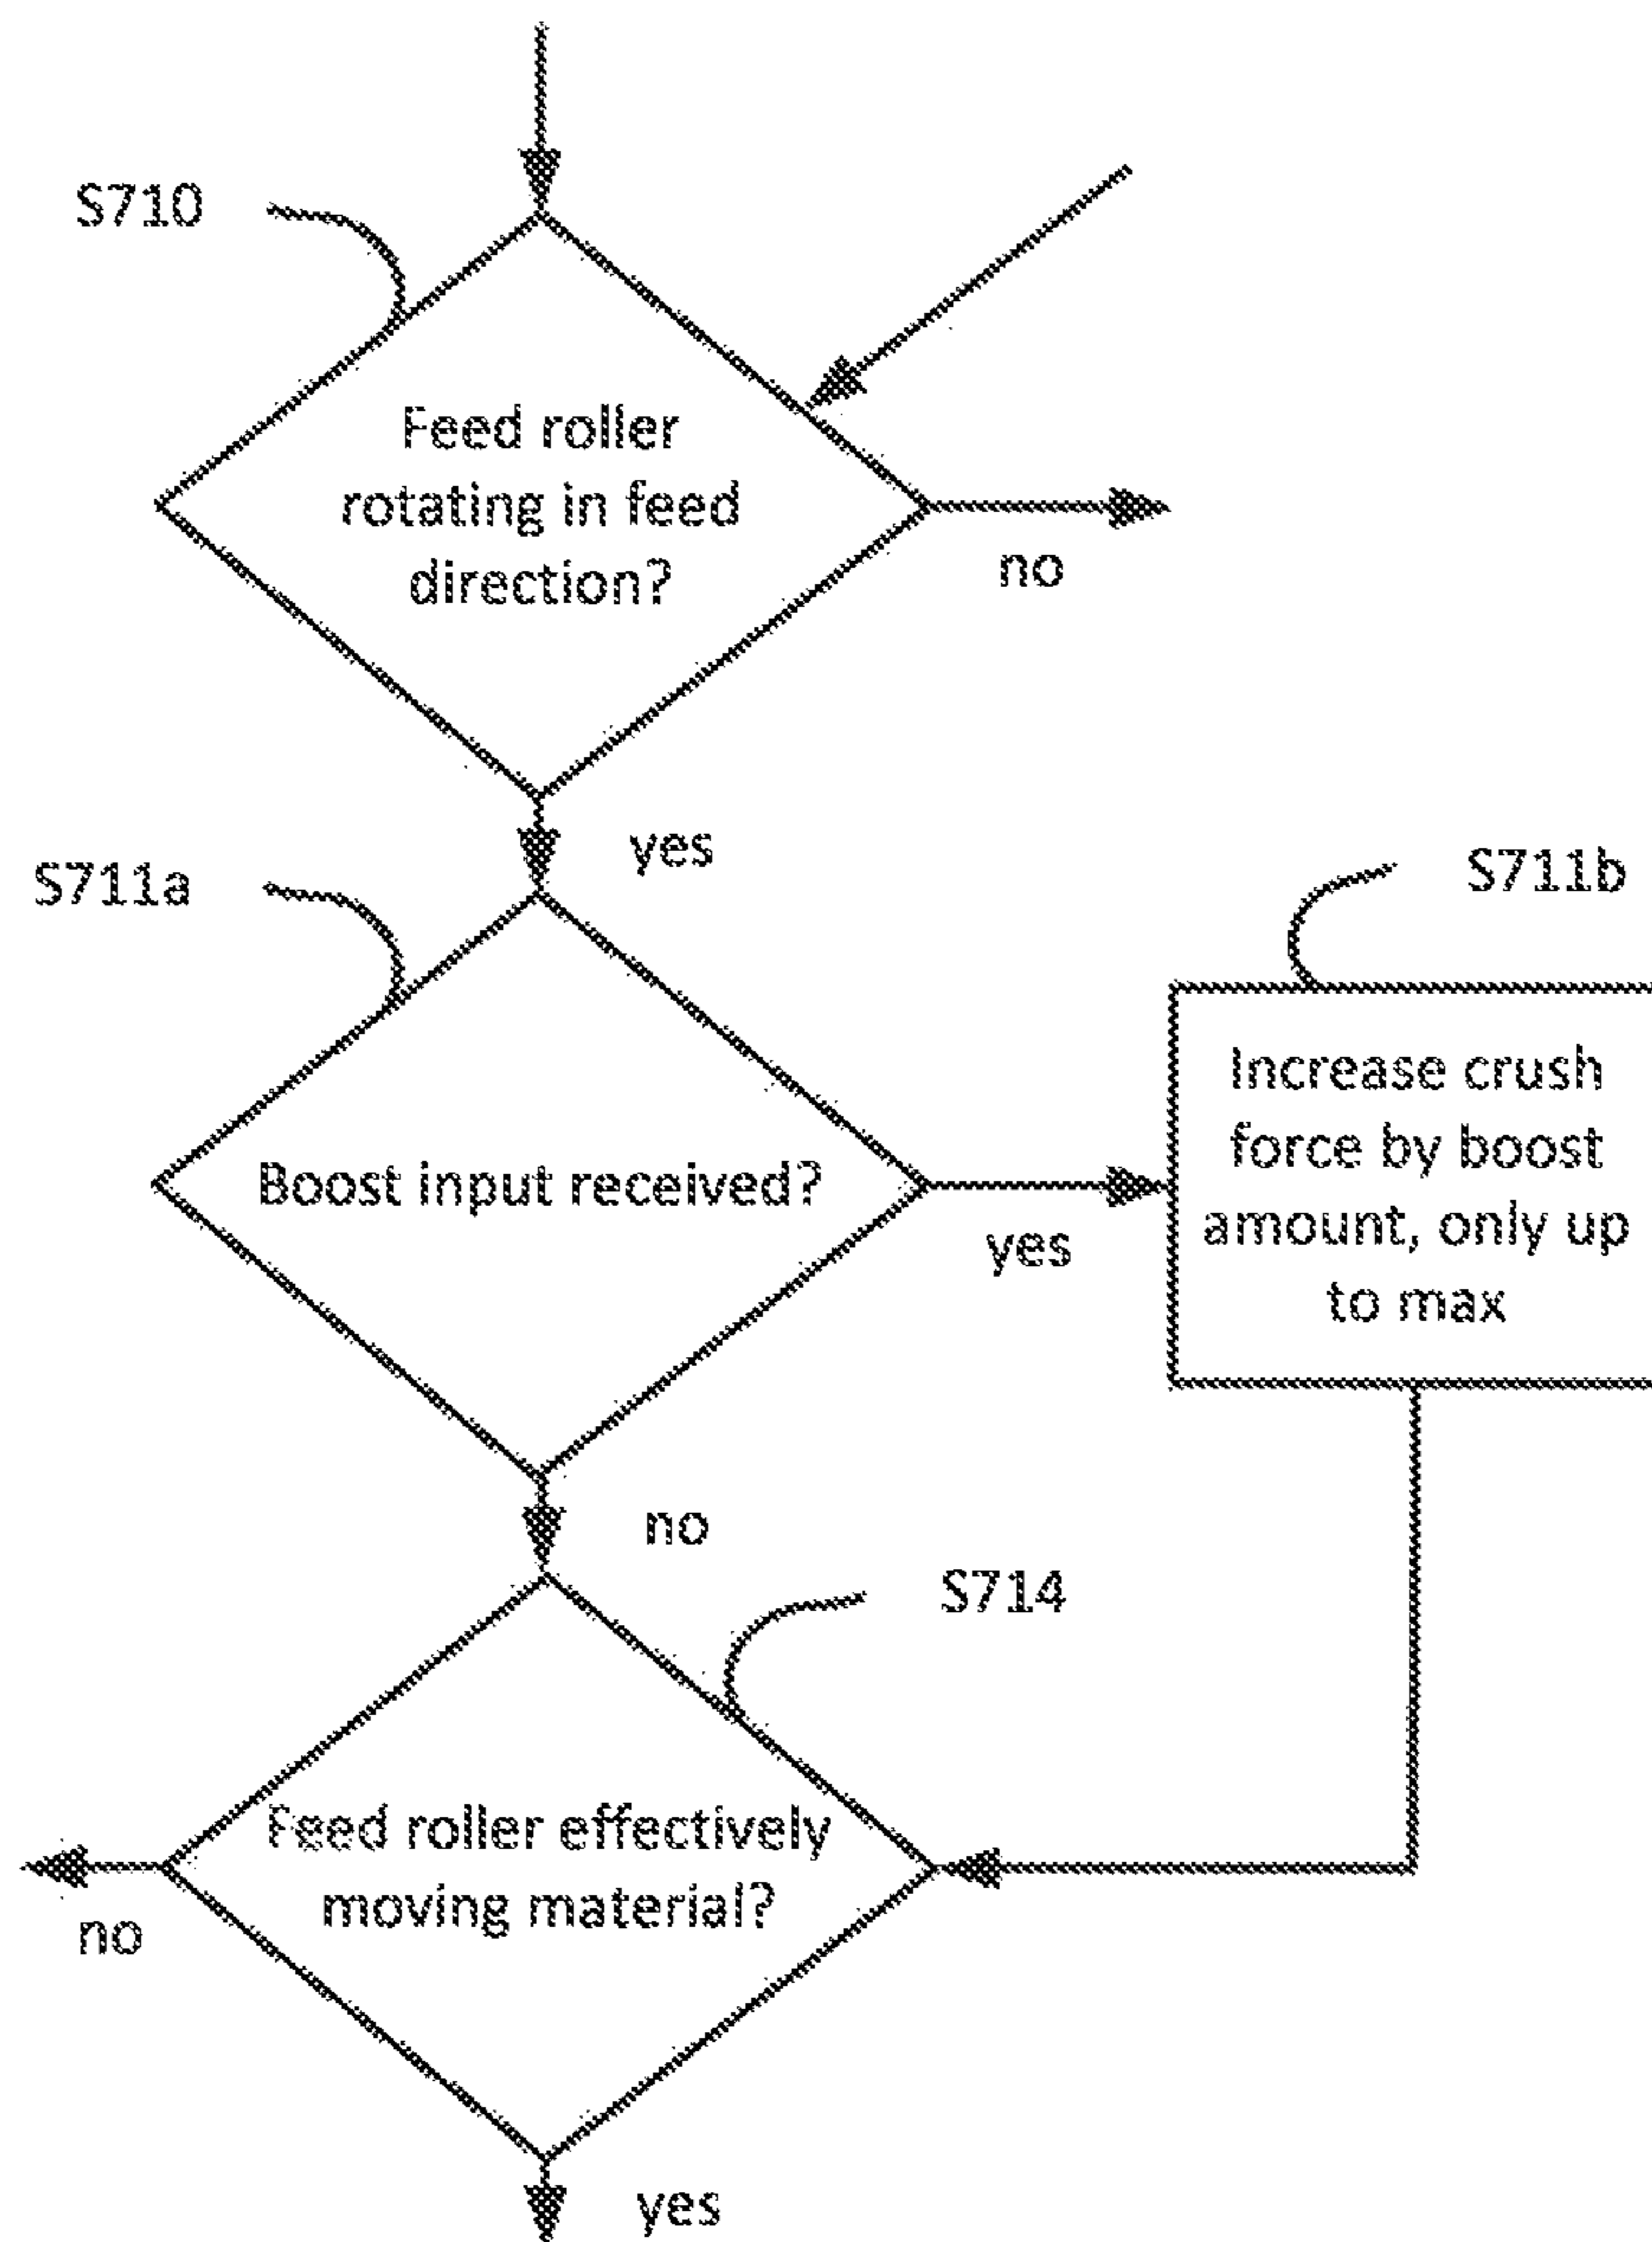 S710
Feed roller
rotating in feed
direction?
no
yes
S711a
S711b
Boost input received?
yes
Increase crush
force by boost
amount, only up
to max
no
S714
Feed roller effectively
moving material?
no
yes